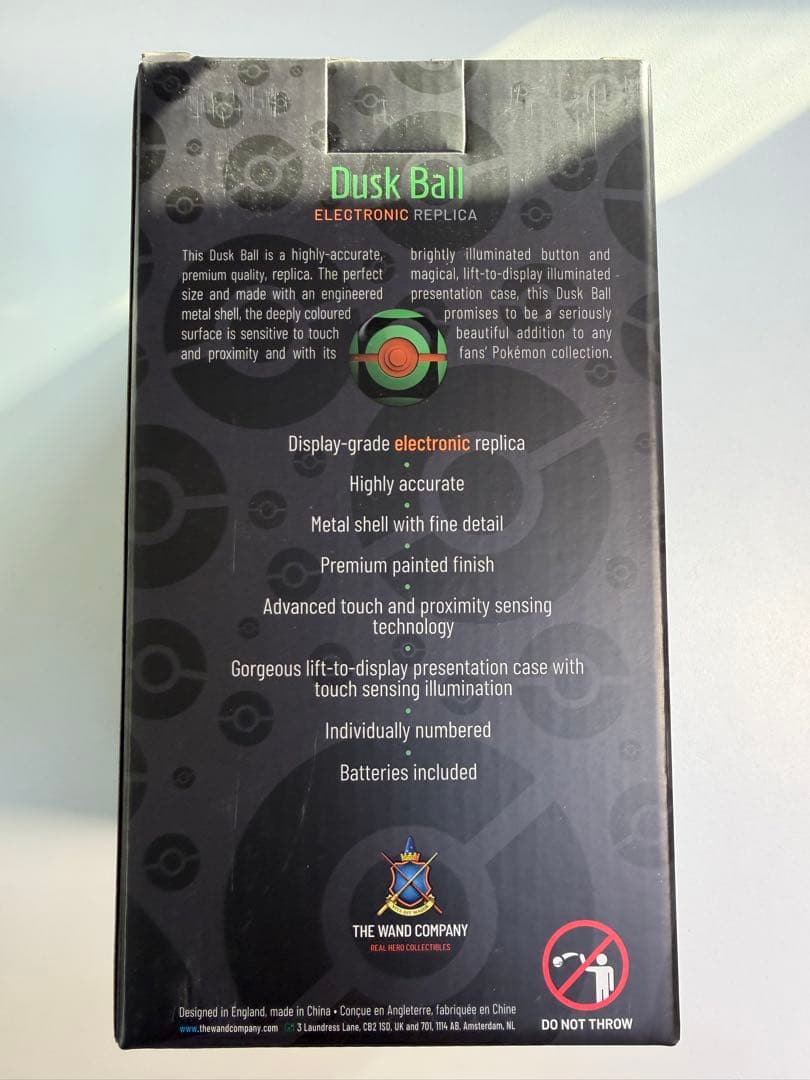 Dusk Ball
ELECTRONIC REPLICA
This Dusk Ball is a highly-accurate,
premium quality, replica. The perfect
size and made with an engineered
metal shell, the deeply coloured
surface is sensitive to touch
and proximity and with its
brightly illuminated button and
magical, lift-to-display illuminated
presentation case, this Dusk Ball
promises to be a seriously
beautiful addition to any
fans' Pokémon collection.
Display-grade electronic replica
Highly accurate
Metal shell with fine detail
Premium painted finish
Advanced touch and proximity sensing
technology
Gorgeous lift-to-display presentation case with
touch sensing illumination
Individually numbered
Batteries included
THE WAND COMPANY
REAL HERO COLLECTIBLES
Designed in England, made in China • Conçue en Angleterre, fabriquée en Chine
www.thewandcompany.com 3 Laundress Lane, CB2 1SD, UK and 701, 1114 AB, Amsterdam, NL
DO NOT THROW